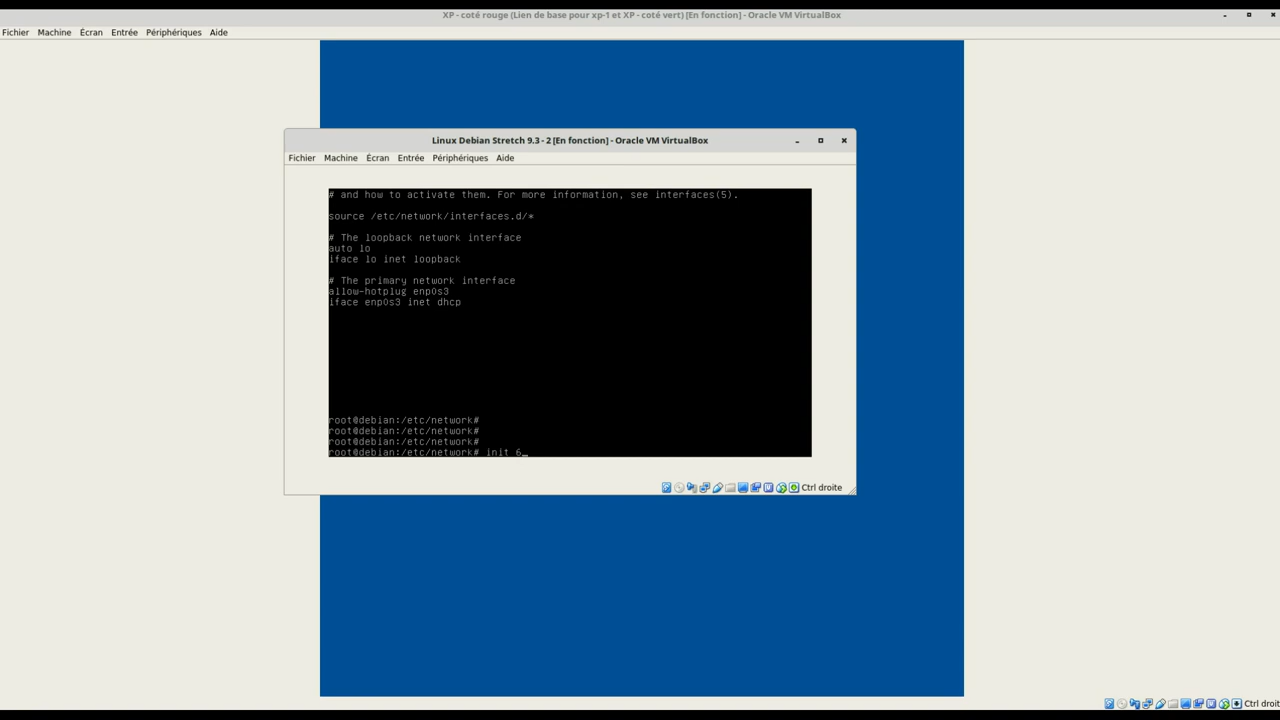 XP - coté rouge (Lien de base pour xp-1 et XP - coté vert) [En fonction] - Oracle VM VirtualBox
Fichier Machine Écran Entrée Périphériques Aide
Linux Debian Stretch 9.3 - 2 [En fonction] - Oracle VM VirtualBox
Fichier Machine Écran Entrée Périphériques Aide
# and how to activate them. For more information, see interfaces(5).
source /etc/network/interfaces.d/*
# The loopback network interface
auto lo
iface lo inet loopback
# The primary network interface
allow-hotplug enp0s3
iface enp0s3 inet dhcp
root@debian:/etc/network#
root@debian:/etc/network#
root@debian:/etc/network#
root@debian:/etc/network# init 6_
Ctrl droite
Ctrl droit